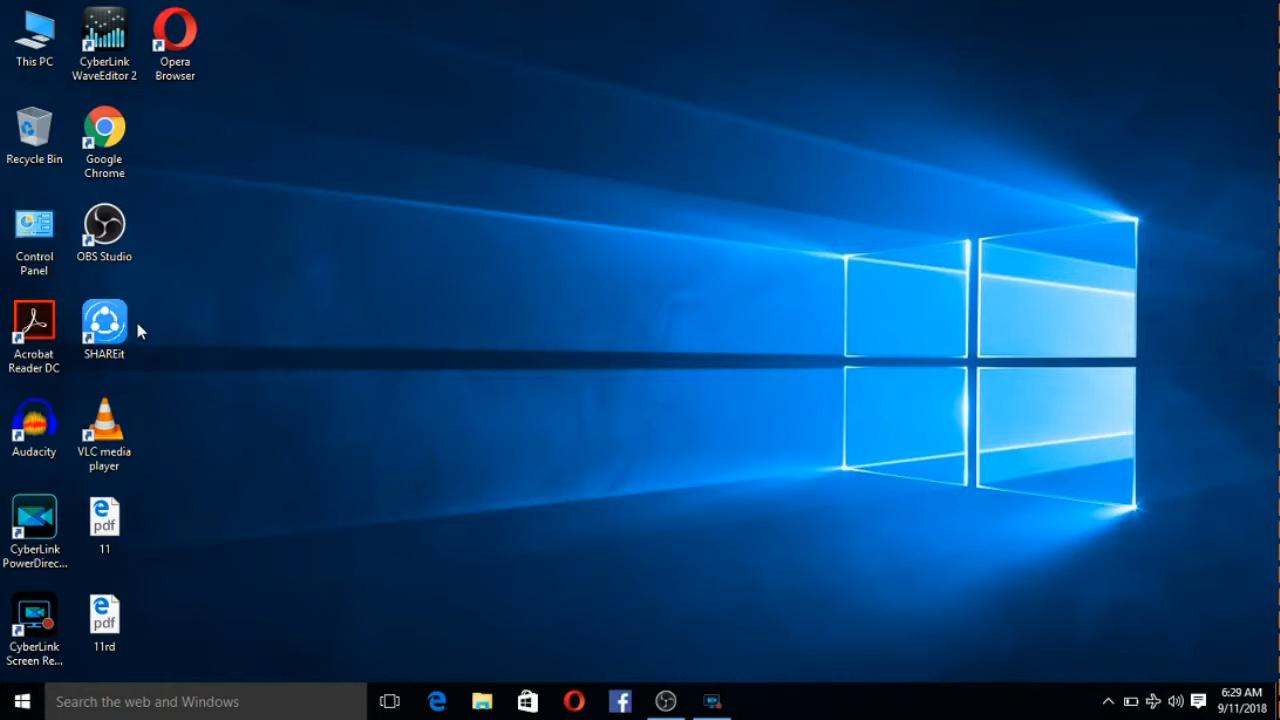 This PC
CyberLink
WaveEditor 2
Opera
Browser
Recycle Bin
Google
Chrome
Control
Panel
OBS Studio
Acrobat
Reader DC
SHAREit
Audacity
VLC media
player
CyberLink
PowerDirec...
pdf
11
CyberLink
Screen Re...
pdf
11rd
Search the web and Windows
6:29 AM
9/11/2018